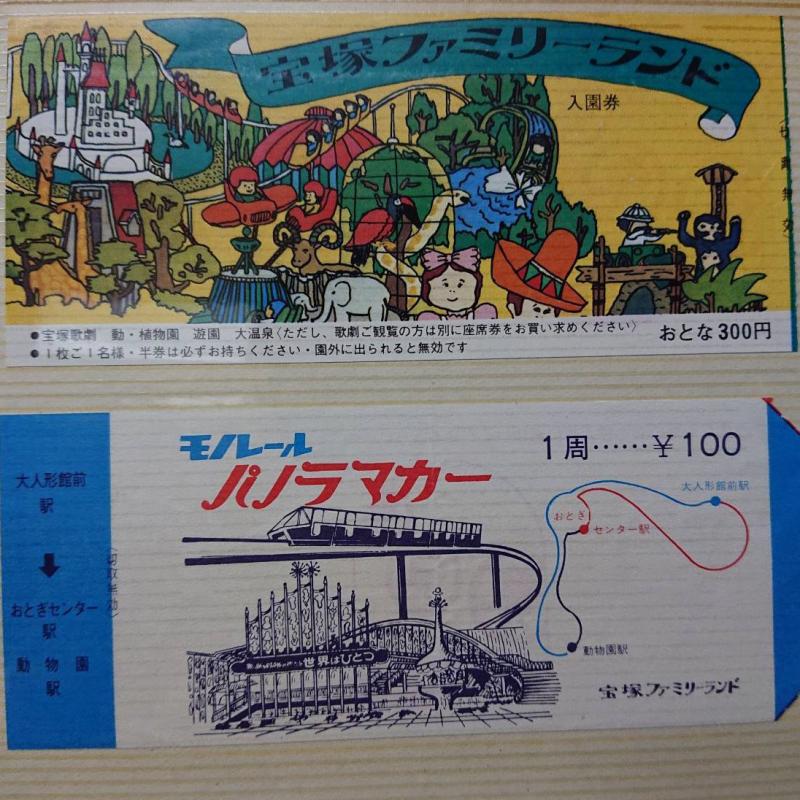 宝塚ファミリーランド
入園券
●宝塚歌劇 動・植物園 遊園 大温泉〈ただし、歌劇ご観覧の方は別に座席券をお買い求めください〉
●1枚ご1名様・半券は必ずお持ちください・園外に出られると無効です
おとな300円
大人形館前
駅
おとぎセンター
駅
動物園
駅
切取無効
モノレール
パノラマカー
1周……¥100
大人形館前駅
おとぎ
センター駅
動物園駅
世界はひとつ
宝塚ファミリーランド